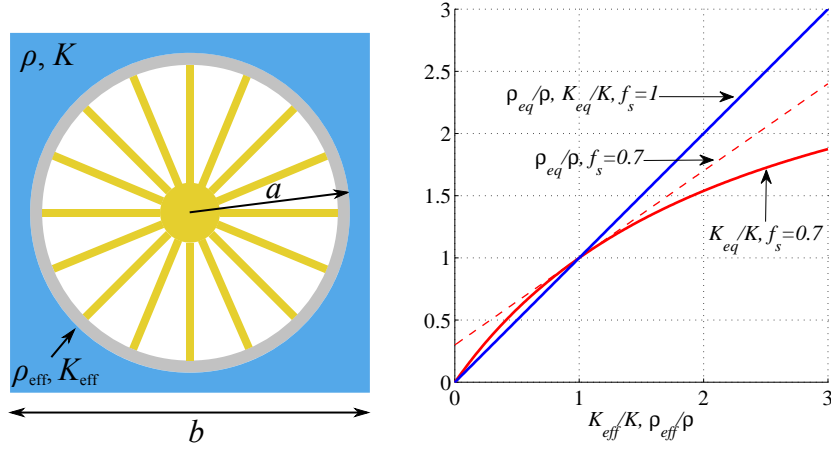 ρ, K
a
ρeff, Keff
b
3
2.5
2
1.5
1
0.5
0
ρeq/ρ, Keq/K, fs=1
ρeq/ρ, fs=0.7
Keq/K, fs=0.7
0 1 2 3
Keff/K, ρeff/ρ